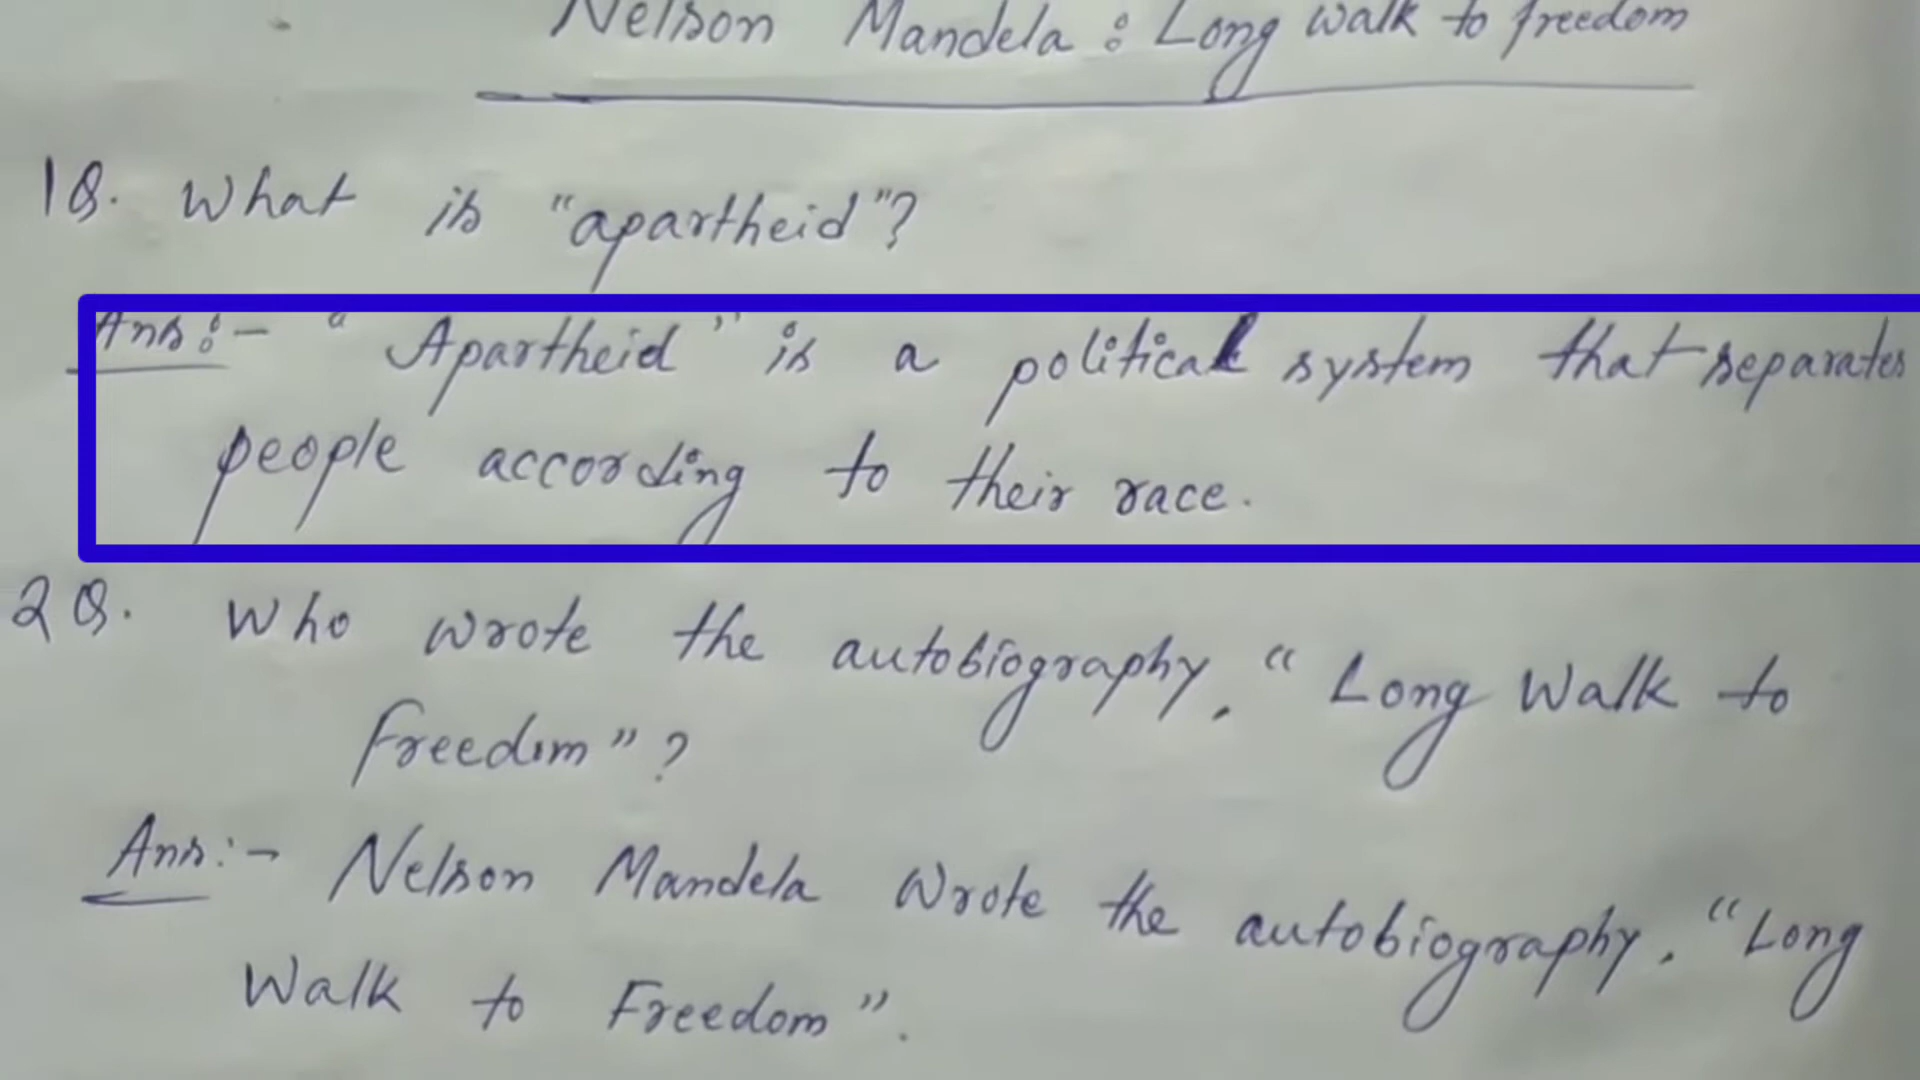 Nelson Mandela : Long walk to freedom
1Q. What is "apartheid"?
Ans:- "Apartheid" is a political system that separates
people according to their race.
2Q. Who wrote the autobiography, "Long Walk to
Freedom"?
Ans:- Nelson Mandela Wrote the autobiography, "Long
Walk to Freedom".